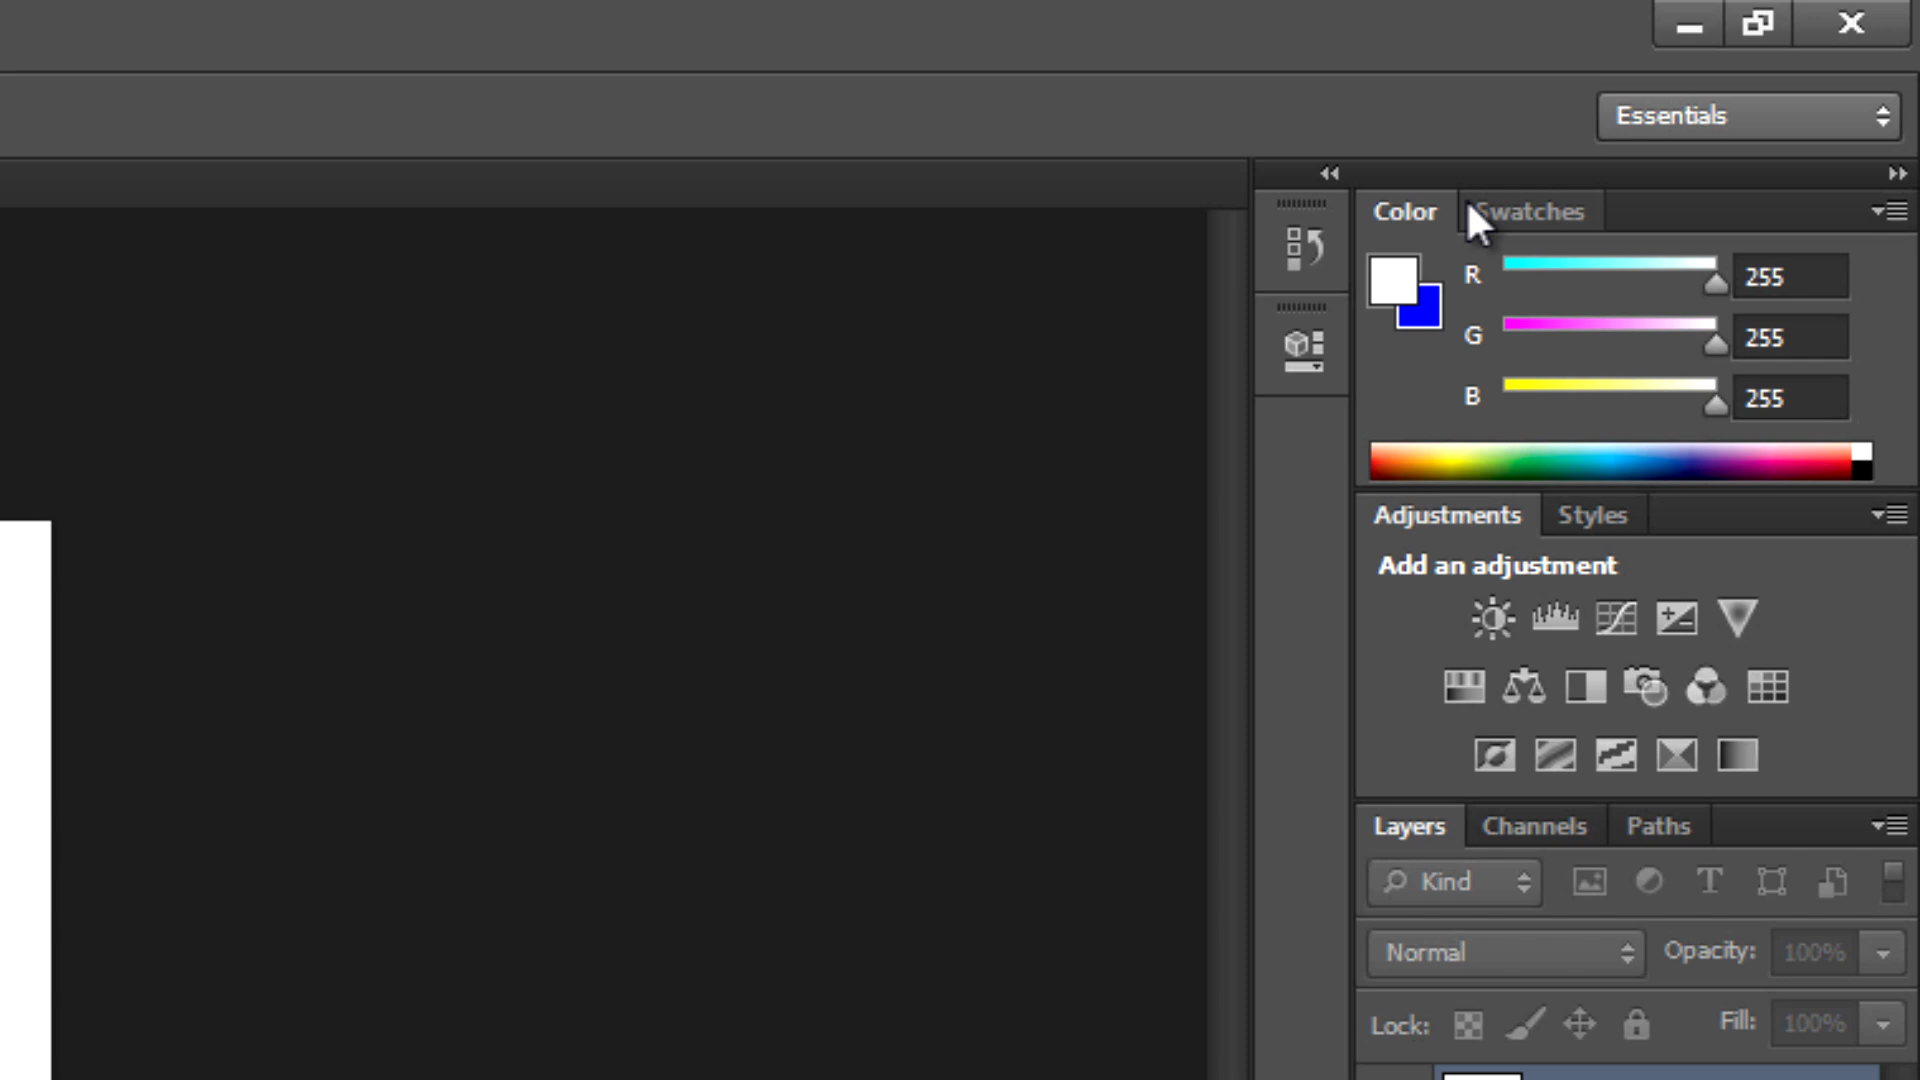 Essentials
Color Swatches
R 255
G 255
B 255
Adjustments Styles
Add an adjustment
Layers Channels Paths
Kind T
Normal Opacity: 100%
Lock: Fill: 100%